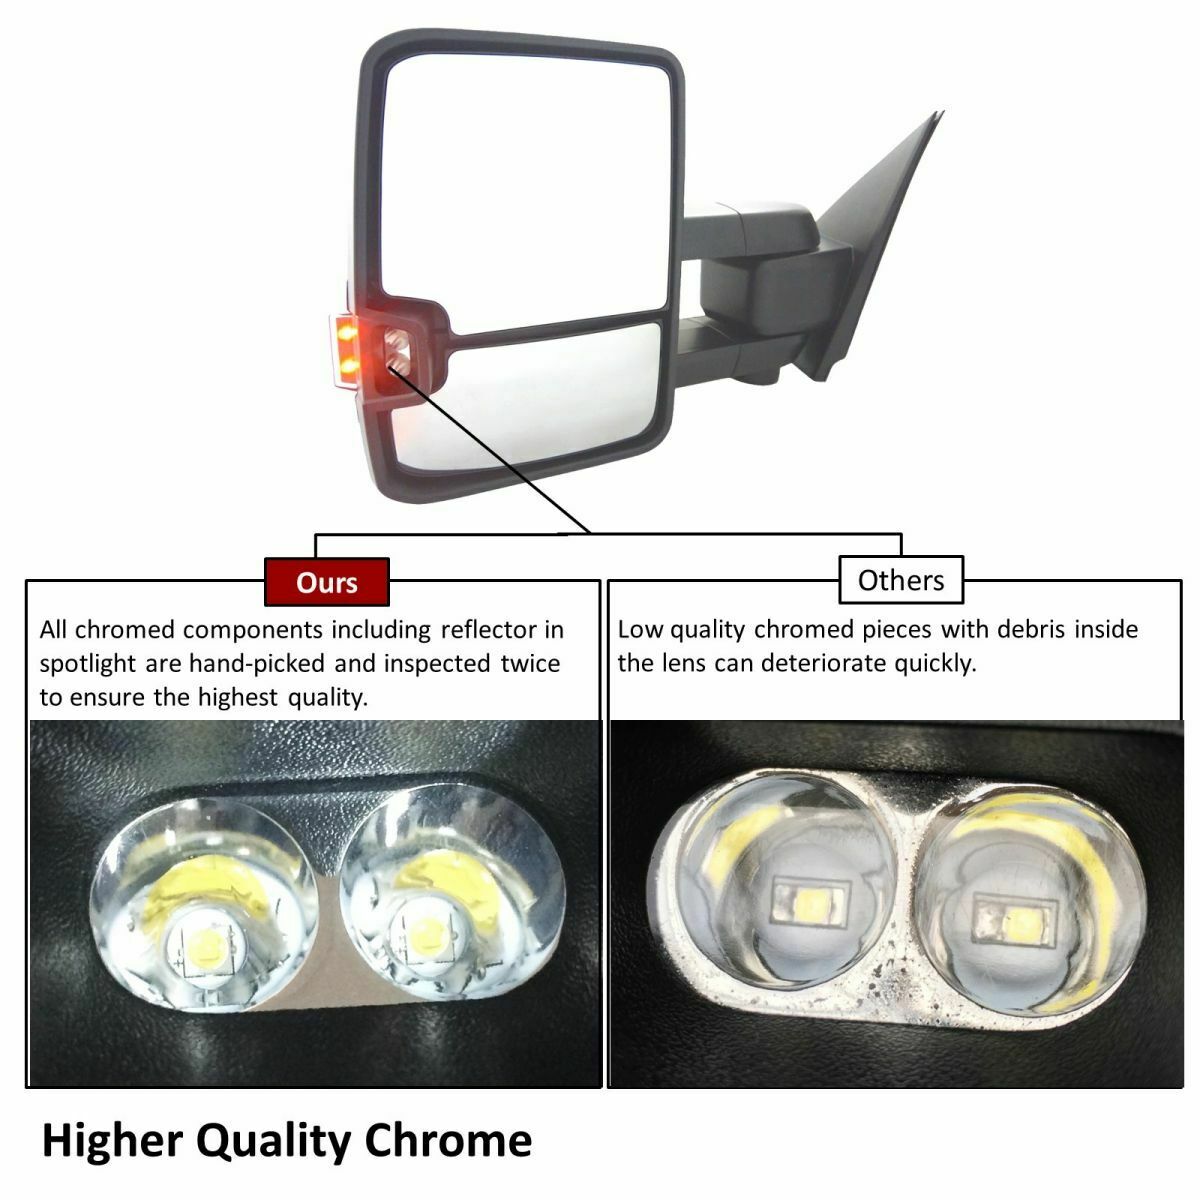 Ours
All chromed components including reflector in
spotlight are hand-picked and inspected twice
to ensure the highest quality.
Others
Low quality chromed pieces with debris inside
the lens can deteriorate quickly.
Higher Quality Chrome